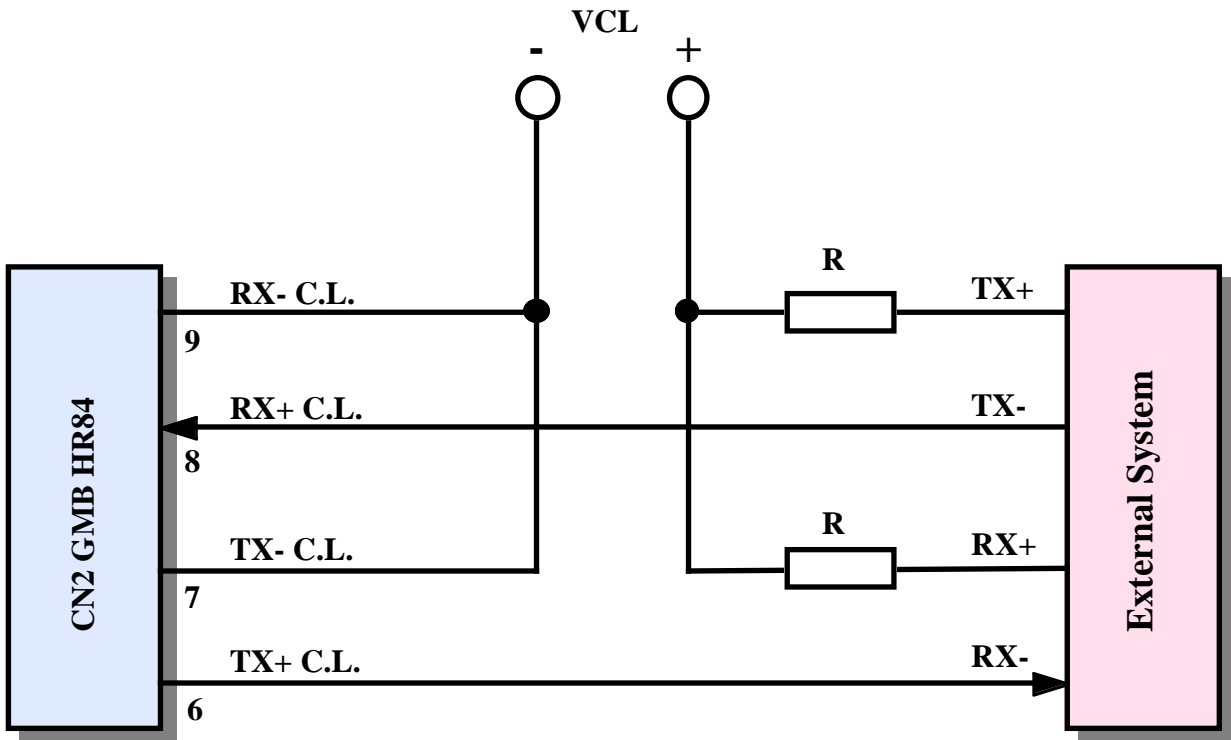 VCL
- +
R
RX- C.L. TX+
9
RX+ C.L. TX-
8
R
TX- C.L. RX+
7
TX+ C.L. RX-
6
CN2 GMB HR84
External System